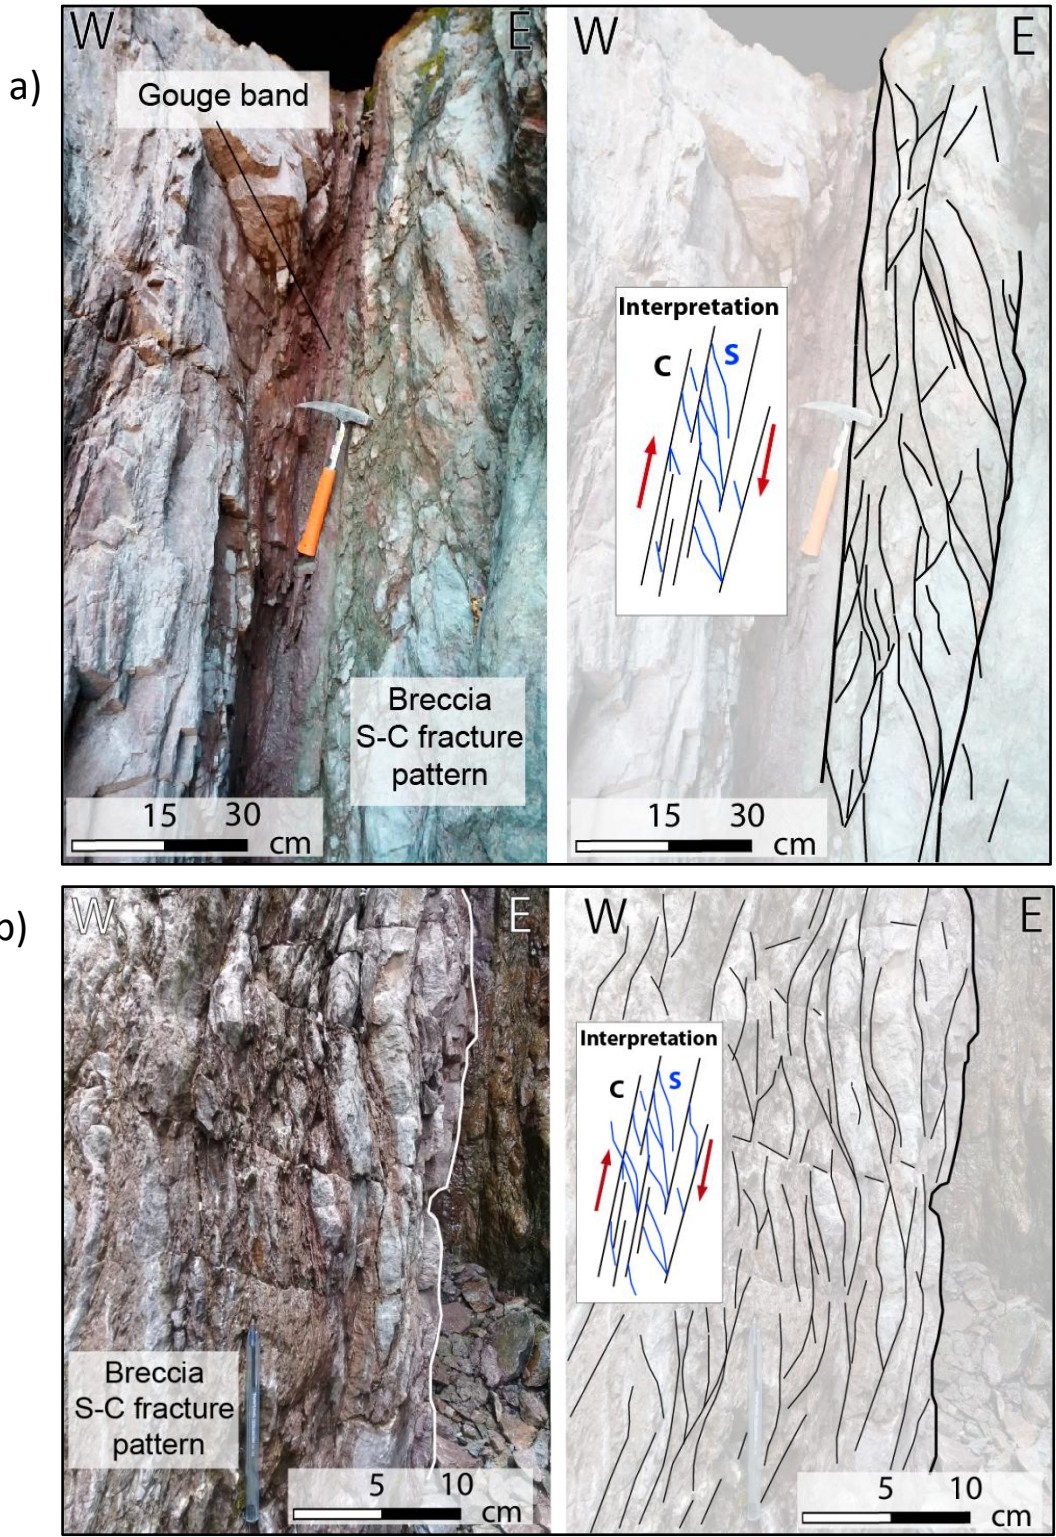 a)
W
E
Gouge band
Breccia
S-C fracture
pattern
15
30
cm
W
E
Interpretation
C
S
15
30
cm
b)
W
E
Breccia
S-C fracture
pattern
5
10
cm
W
E
Interpretation
C
S
5
10
cm